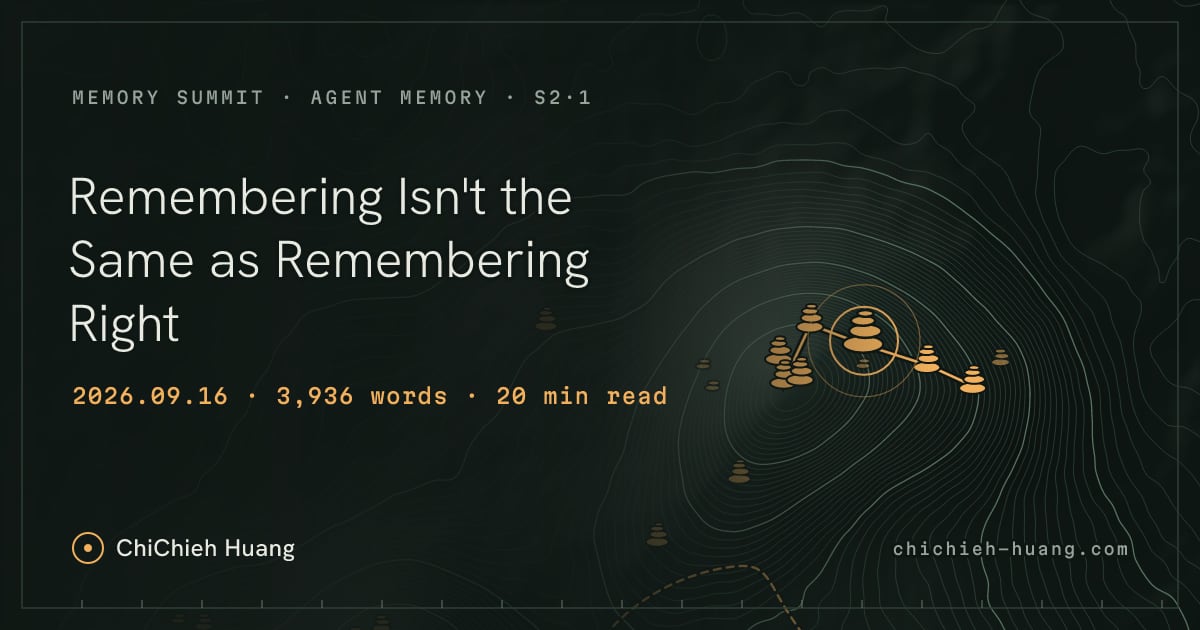 MEMORY SUMMIT · AGENT MEMORY · S2·1
Remembering Isn't the
Same as Remembering
Right
2026.09.16 · 3,936 words · 20 min read
ChiChieh Huang
chichieh-huang.com